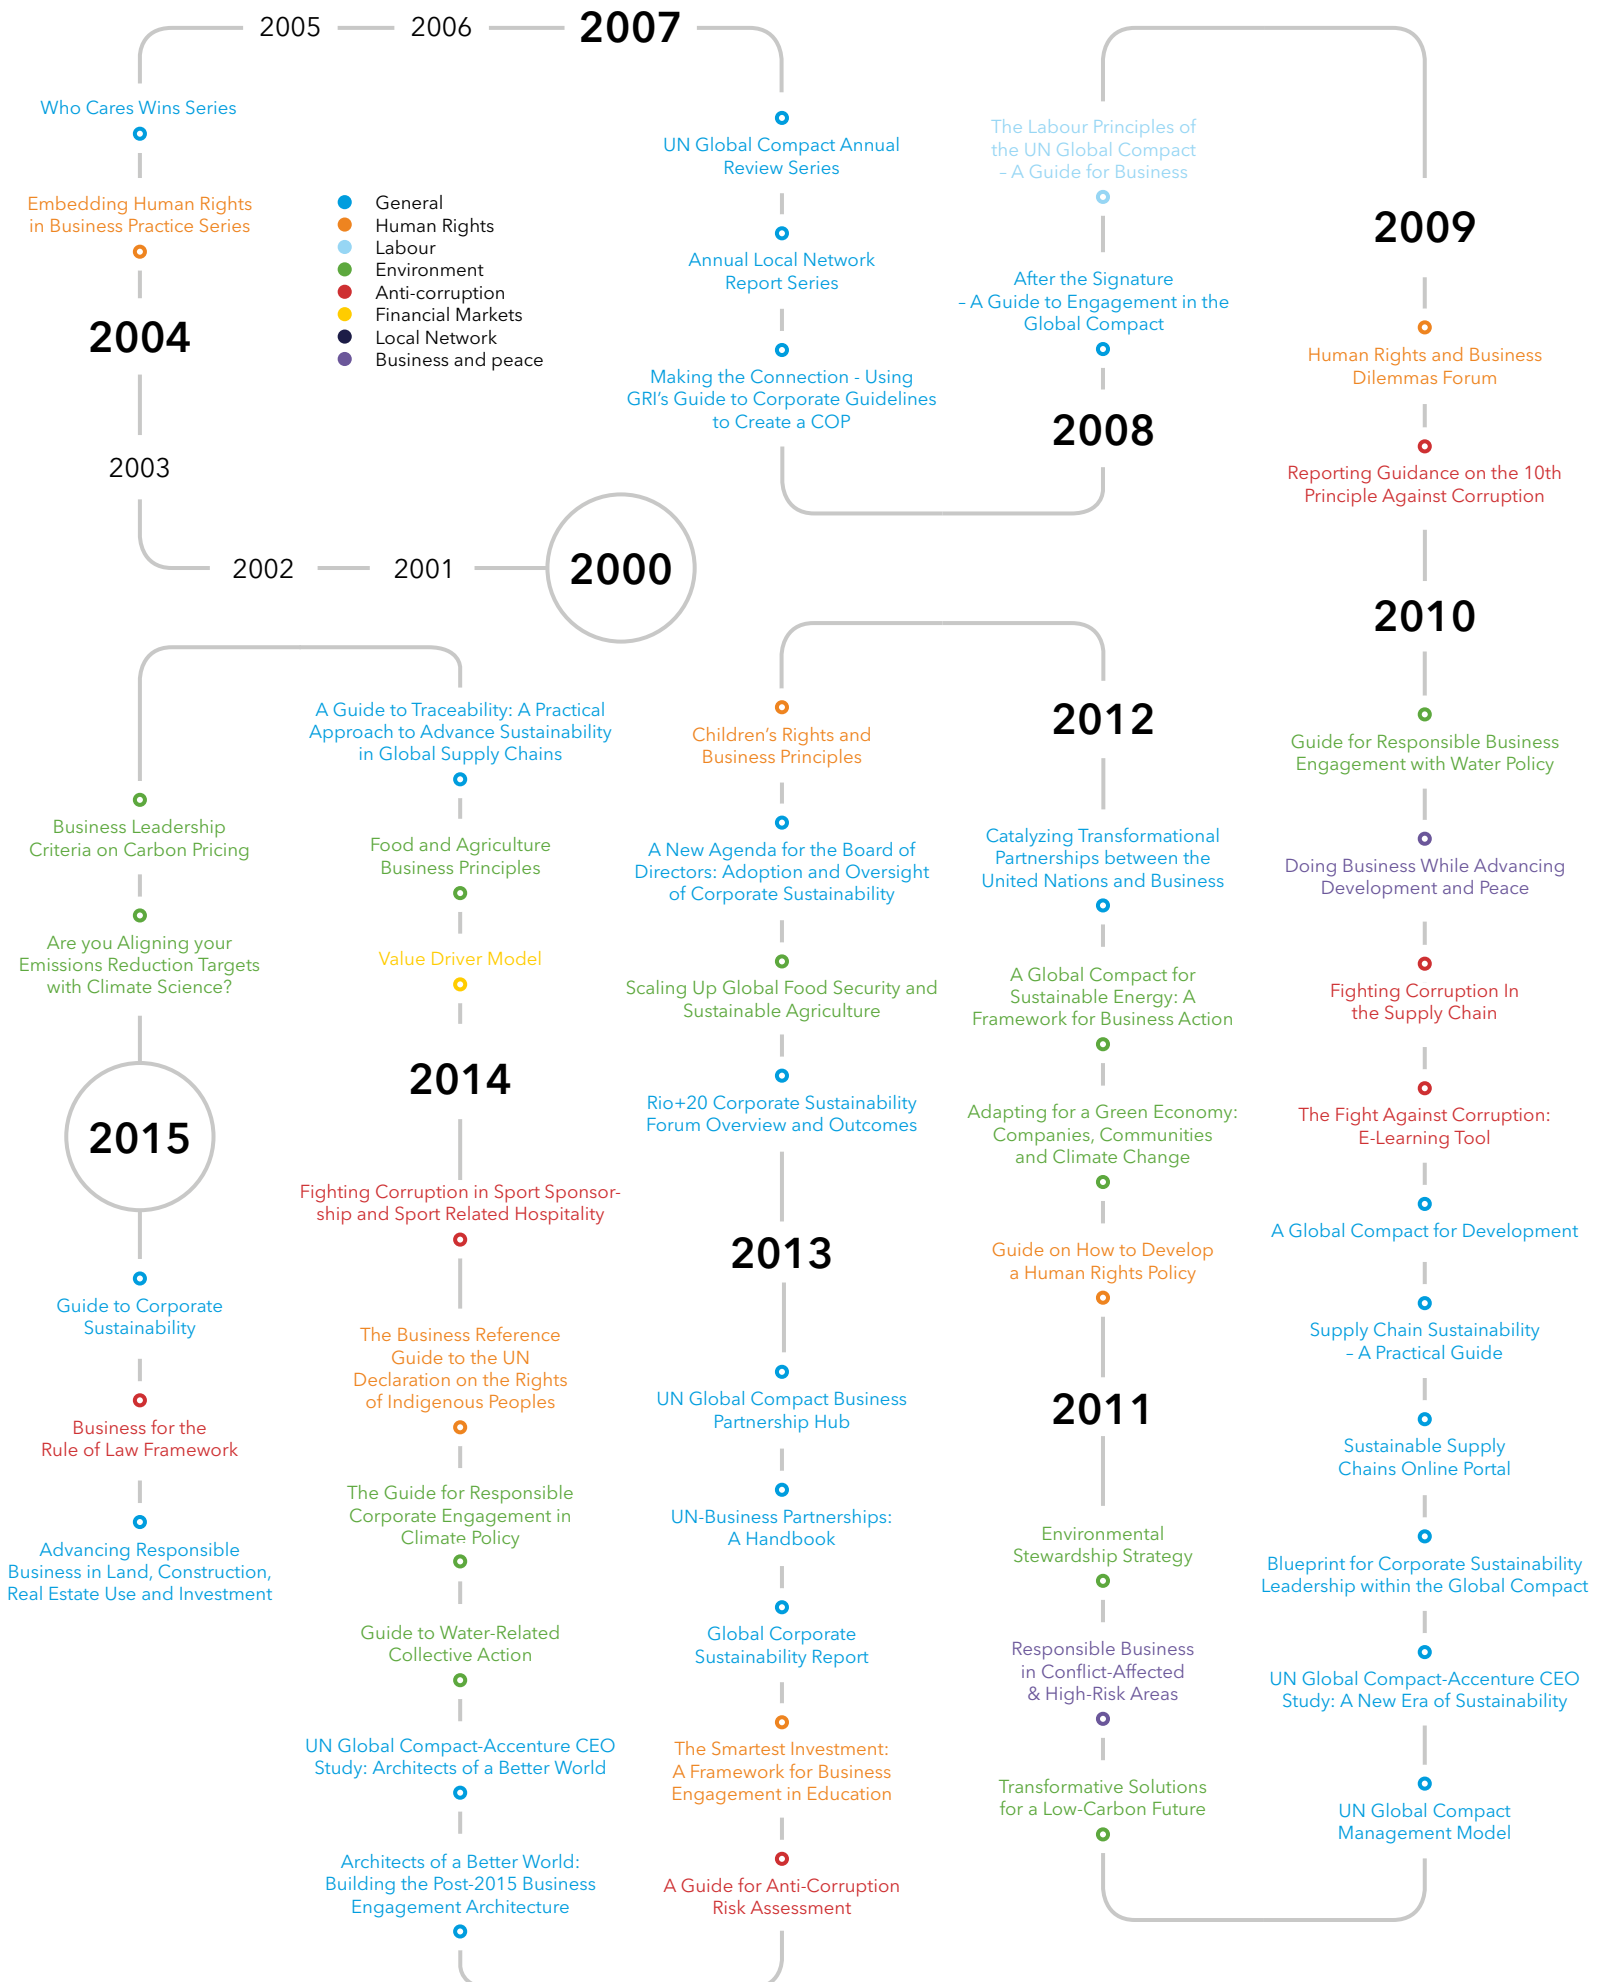 2000
2001
2002
2003
2004
Embedding Human Rights
in Business Practice Series
Who Cares Wins Series
2005
2006
2007
General
Human Rights
Labour
Environment
Anti-corruption
Financial Markets
Local Network
Business and peace
UN Global Compact Annual
Review Series
Annual Local Network
Report Series
Making the Connection - Using
GRI’s Guide to Corporate Guidelines
to Create a COP
2008
After the Signature
– A Guide to Engagement in the
Global Compact
The Labour Principles of
the UN Global Compact
– A Guide for Business
2009
Human Rights and Business
Dilemmas Forum
Reporting Guidance on the 10th
Principle Against Corruption
2010
Guide for Responsible Business
Engagement with Water Policy
Doing Business While Advancing
Development and Peace
Fighting Corruption In
the Supply Chain
The Fight Against Corruption:
E-Learning Tool
A Global Compact for Development
Supply Chain Sustainability
– A Practical Guide
Sustainable Supply
Chains Online Portal
Blueprint for Corporate Sustainability
Leadership within the Global Compact
UN Global Compact-Accenture CEO
Study: A New Era of Sustainability
UN Global Compact
Management Model
Transformative Solutions
for a Low-Carbon Future
Responsible Business
in Conflict-Affected
& High-Risk Areas
Environmental
Stewardship Strategy
2011
Guide on How to Develop
a Human Rights Policy
Adapting for a Green Economy:
Companies, Communities
and Climate Change
A Global Compact for
Sustainable Energy: A
Framework for Business Action
Catalyzing Transformational
Partnerships between the
United Nations and Business
2012
Children’s Rights and
Business Principles
A New Agenda for the Board of
Directors: Adoption and Oversight
of Corporate Sustainability
Scaling Up Global Food Security and
Sustainable Agriculture
Rio+20 Corporate Sustainability
Forum Overview and Outcomes
2013
UN Global Compact Business
Partnership Hub
UN-Business Partnerships:
A Handbook
Global Corporate
Sustainability Report
The Smartest Investment:
A Framework for Business
Engagement in Education
A Guide for Anti-Corruption
Risk Assessment
Architects of a Better World:
Building the Post-2015 Business
Engagement Architecture
UN Global Compact-Accenture CEO
Study: Architects of a Better World
Guide to Water-Related
Collective Action
The Guide for Responsible
Corporate Engagement in
Climate Policy
The Business Reference
Guide to the UN
Declaration on the Rights
of Indigenous Peoples
Fighting Corruption in Sport Sponsor-
ship and Sport Related Hospitality
2014
Value Driver Model
Food and Agriculture
Business Principles
A Guide to Traceability: A Practical
Approach to Advance Sustainability
in Global Supply Chains
Business Leadership
Criteria on Carbon Pricing
Are you Aligning your
Emissions Reduction Targets
with Climate Science?
2015
Guide to Corporate
Sustainability
Business for the
Rule of Law Framework
Advancing Responsible
Business in Land, Construction,
Real Estate Use and Investment